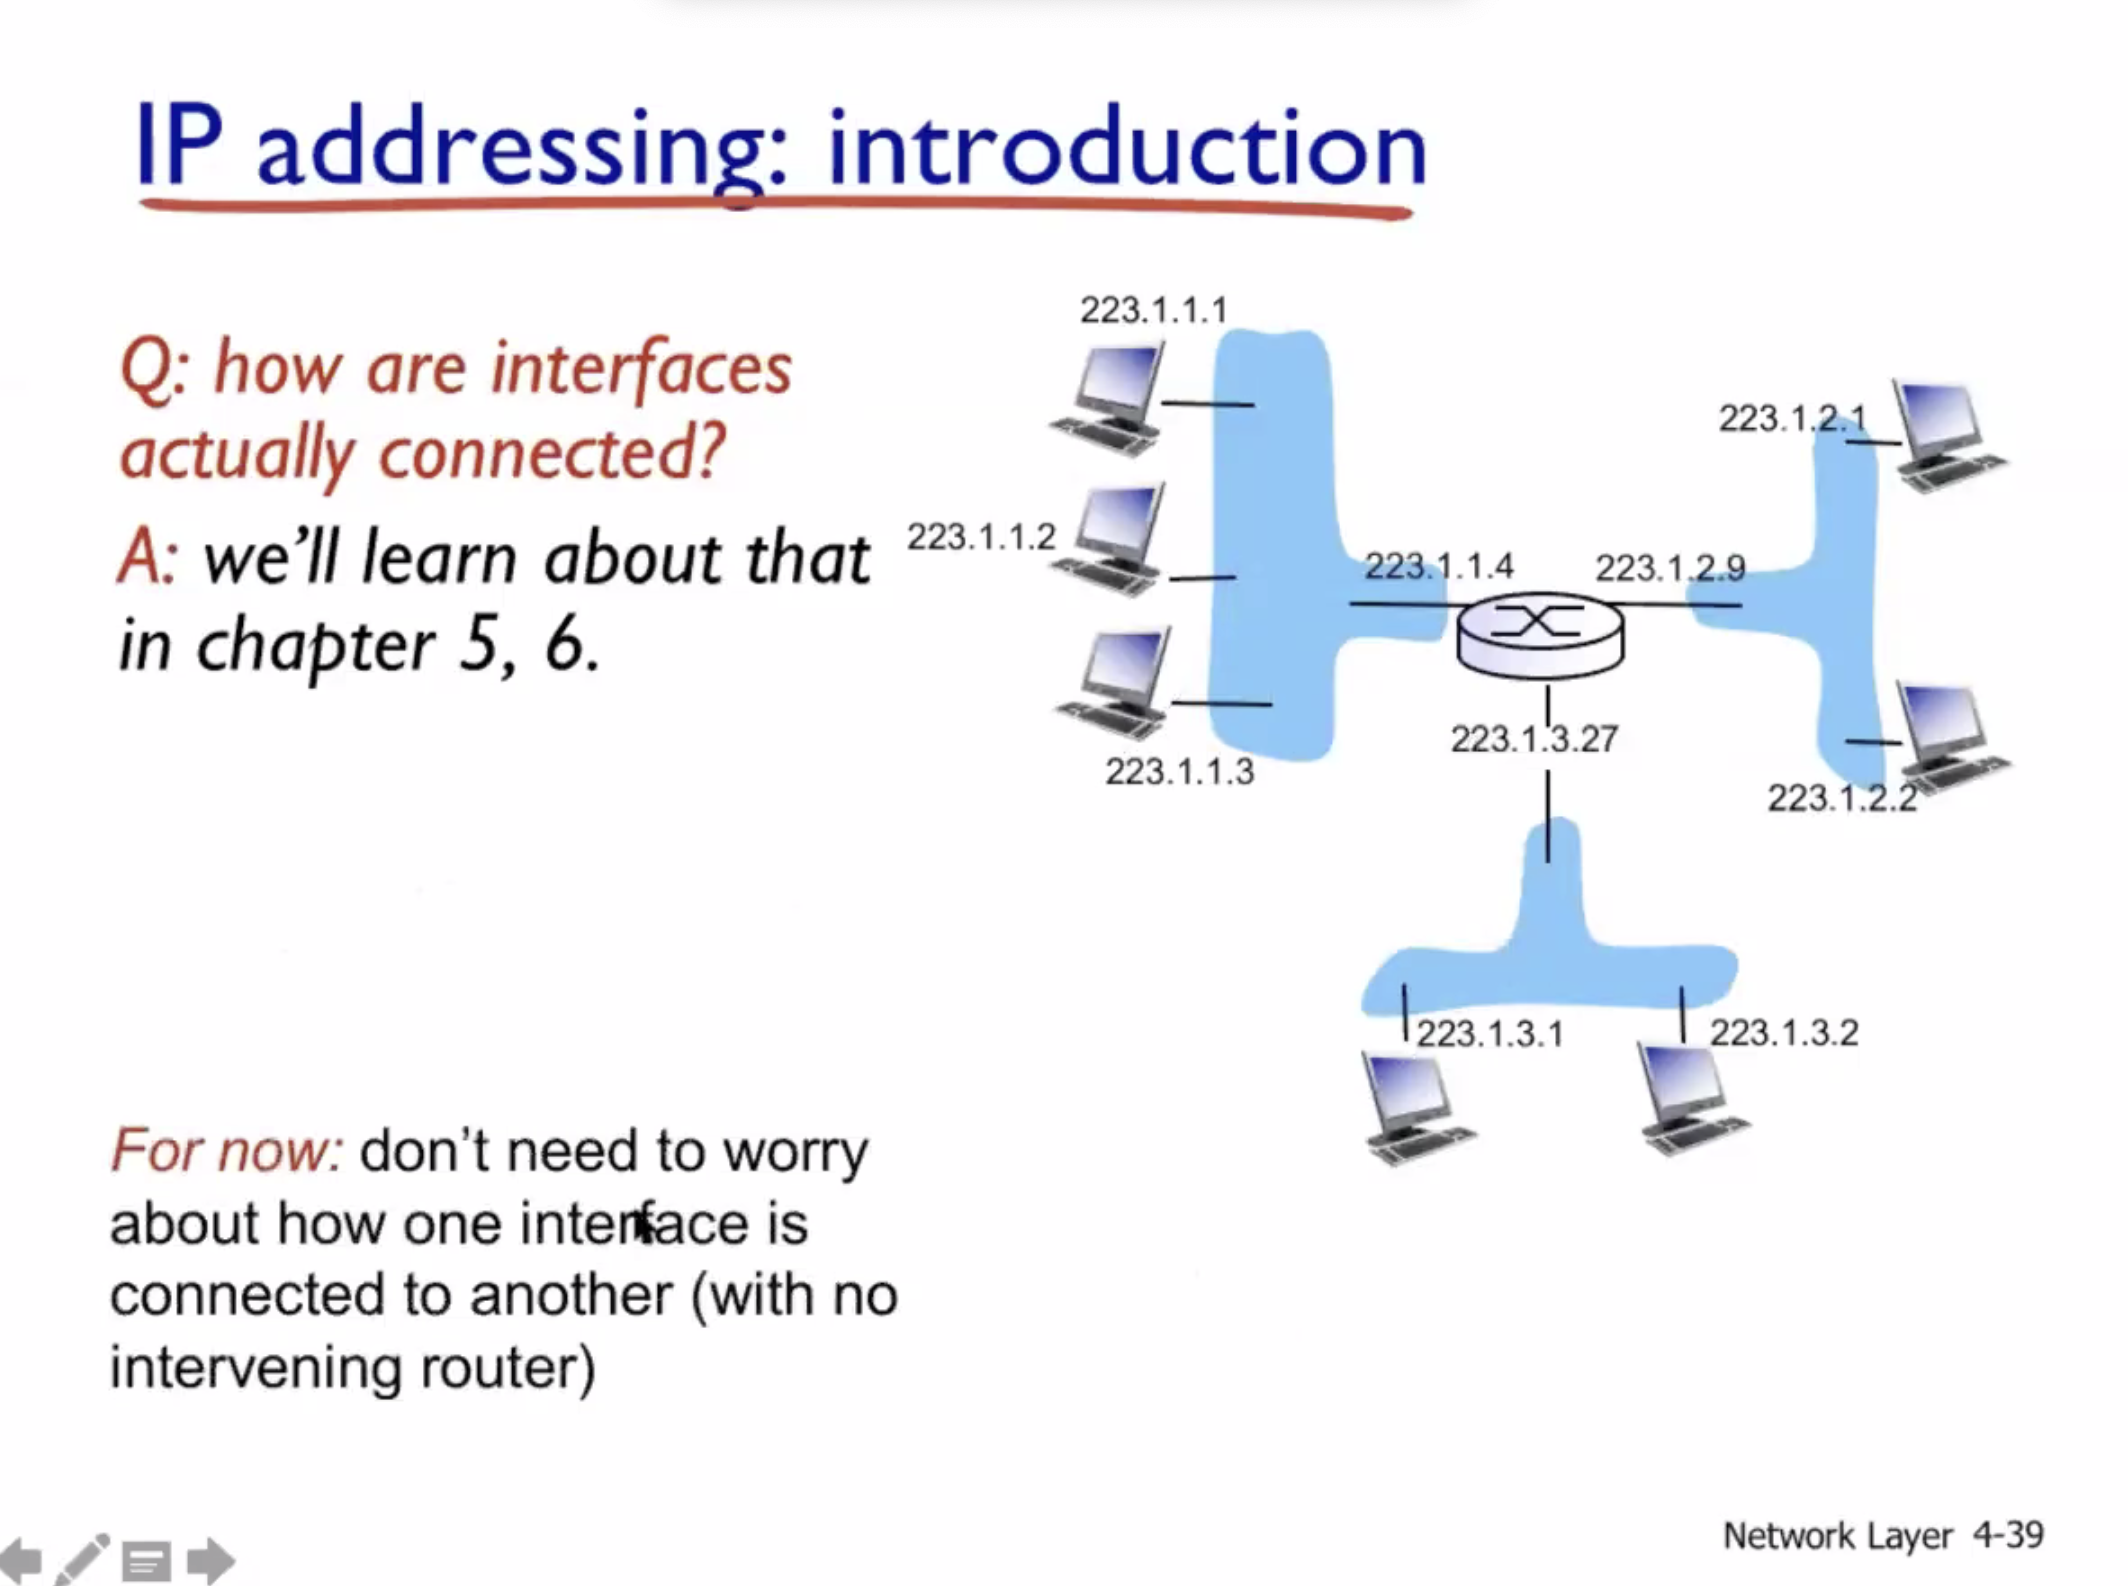 IP addressing: introduction
Q: how are interfaces
actually connected?
A: we’ll learn about that
in chapter 5, 6.
For now: don’t need to worry
about how one interface is
connected to another (with no
intervening router)
223.1.1.1
223.1.2.1
223.1.1.2
223.1.1.4
223.1.2.9
223.1.3.27
223.1.1.3
223.1.2.2
223.1.3.1
223.1.3.2
Network Layer 4-39